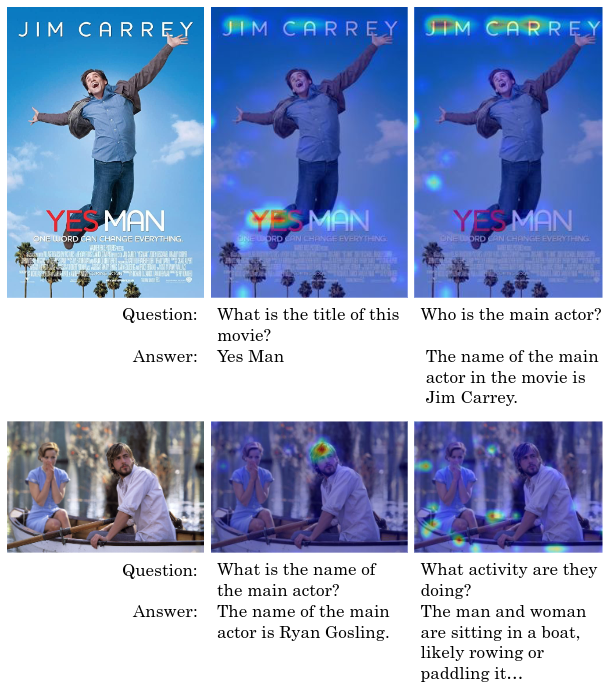 JIM CARREY
JIM CARREY
JIM CARREY
YES MAN
YES MAN
YES MAN
ONE WORD CAN CHANGE EVERYTHING.
ONE WORD CAN CHANGE EVERYTHING.
ONE WORD CAN CHANGE EVERYTHING.
Question:
What is the title of this
movie?
Who is the main actor?
Answer:
Yes Man
The name of the main
actor in the movie is
Jim Carrey.
Question:
What is the name of
the main actor?
What activity are they
doing?
Answer:
The name of the main
actor is Ryan Gosling.
The man and woman
are sitting in a boat,
likely rowing or
paddling it...